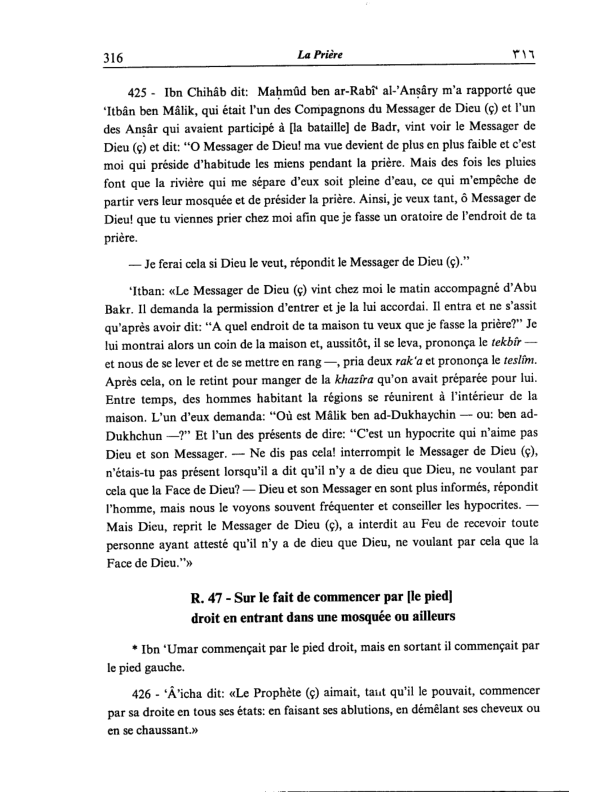 316 La Prière ٣١٦
425 - Ibn Chihâb dit: Maḥmûd ben ar-Rabî‘ al-’Anṣâry m’a rapporté que
‘Itbân ben Mâlik, qui était l’un des Compagnons du Messager de Dieu (ç) et l’un
des Anṣâr qui avaient participé à [la bataille] de Badr, vint voir le Messager de
Dieu (ç) et dit: “O Messager de Dieu! ma vue devient de plus en plus faible et c’est
moi qui préside d’habitude les miens pendant la prière. Mais des fois les pluies
font que la rivière qui me sépare d’eux soit pleine d’eau, ce qui m’empêche de
partir vers leur mosquée et de présider la prière. Ainsi, je veux tant, ô Messager de
Dieu! que tu viennes prier chez moi afin que je fasse un oratoire de l’endroit de ta
prière.
— Je ferai cela si Dieu le veut, répondit le Messager de Dieu (ç).”
‘Itban: «Le Messager de Dieu (ç) vint chez moi le matin accompagné d’Abu
Bakr. Il demanda la permission d’entrer et je la lui accordai. Il entra et ne s’assit
qu’après avoir dit: “A quel endroit de ta maison tu veux que je fasse la prière?” Je
lui montrai alors un coin de la maison et, aussitôt, il se leva, prononça le tekbîr —
et nous de se lever et de se mettre en rang —, pria deux rak‘a et prononça le teslîm.
Après cela, on le retint pour manger de la khazîra qu’on avait préparée pour lui.
Entre temps, des hommes habitant la régions se réunirent à l’intérieur de la
maison. L’un d’eux demanda: “Où est Mâlik ben ad-Dukhaychin — ou: ben ad-
Dukhchun —?” Et l’un des présents de dire: “C’est un hypocrite qui n’aime pas
Dieu et son Messager. — Ne dis pas cela! interrompit le Messager de Dieu (ç),
n’étais-tu pas présent lorsqu’il a dit qu’il n’y a de dieu que Dieu, ne voulant par
cela que la Face de Dieu? — Dieu et son Messager en sont plus informés, répondit
l’homme, mais nous le voyons souvent fréquenter et conseiller les hypocrites. —
Mais Dieu, reprit le Messager de Dieu (ç), a interdit au Feu de recevoir toute
personne ayant attesté qu’il n’y a de dieu que Dieu, ne voulant par cela que la
Face de Dieu.”»
R. 47 - Sur le fait de commencer par [le pied]
droit en entrant dans une mosquée ou ailleurs
* Ibn ‘Umar commençait par le pied droit, mais en sortant il commençait par
le pied gauche.
426 - ‘Â’icha dit: «Le Prophète (ç) aimait, tant qu’il le pouvait, commencer
par sa droite en tous ses états: en faisant ses ablutions, en démêlant ses cheveux ou
en se chaussant.»